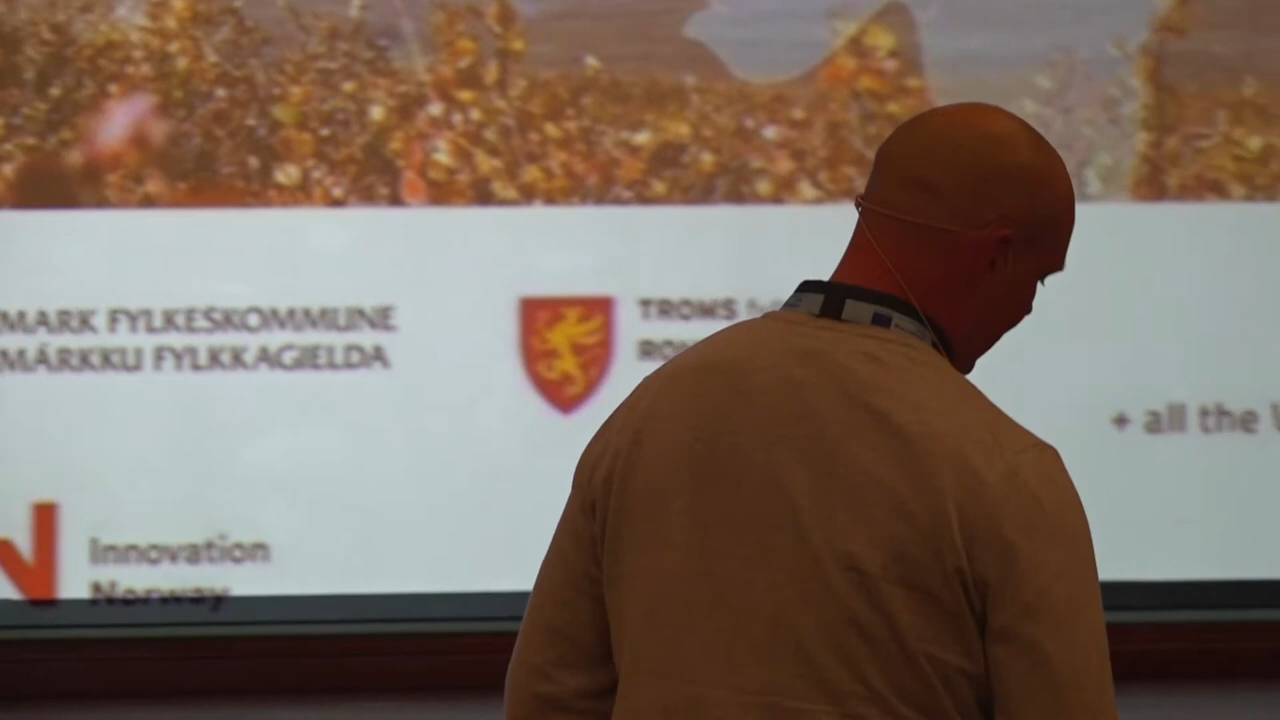 MARK FYLKESKOMMUNE
MÁRKKU FYLKKAGIELDA
TROMS
+ all the
Innovation
Norway